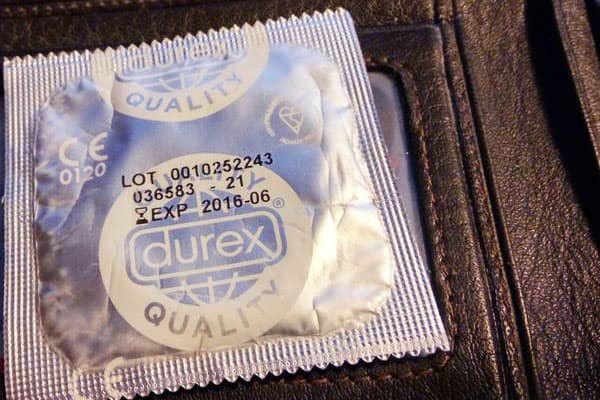 durex
QUALITY
CE
0120
LOT 0010252243
036583 - 21
EXP 2016-06
durex®
QUALITY